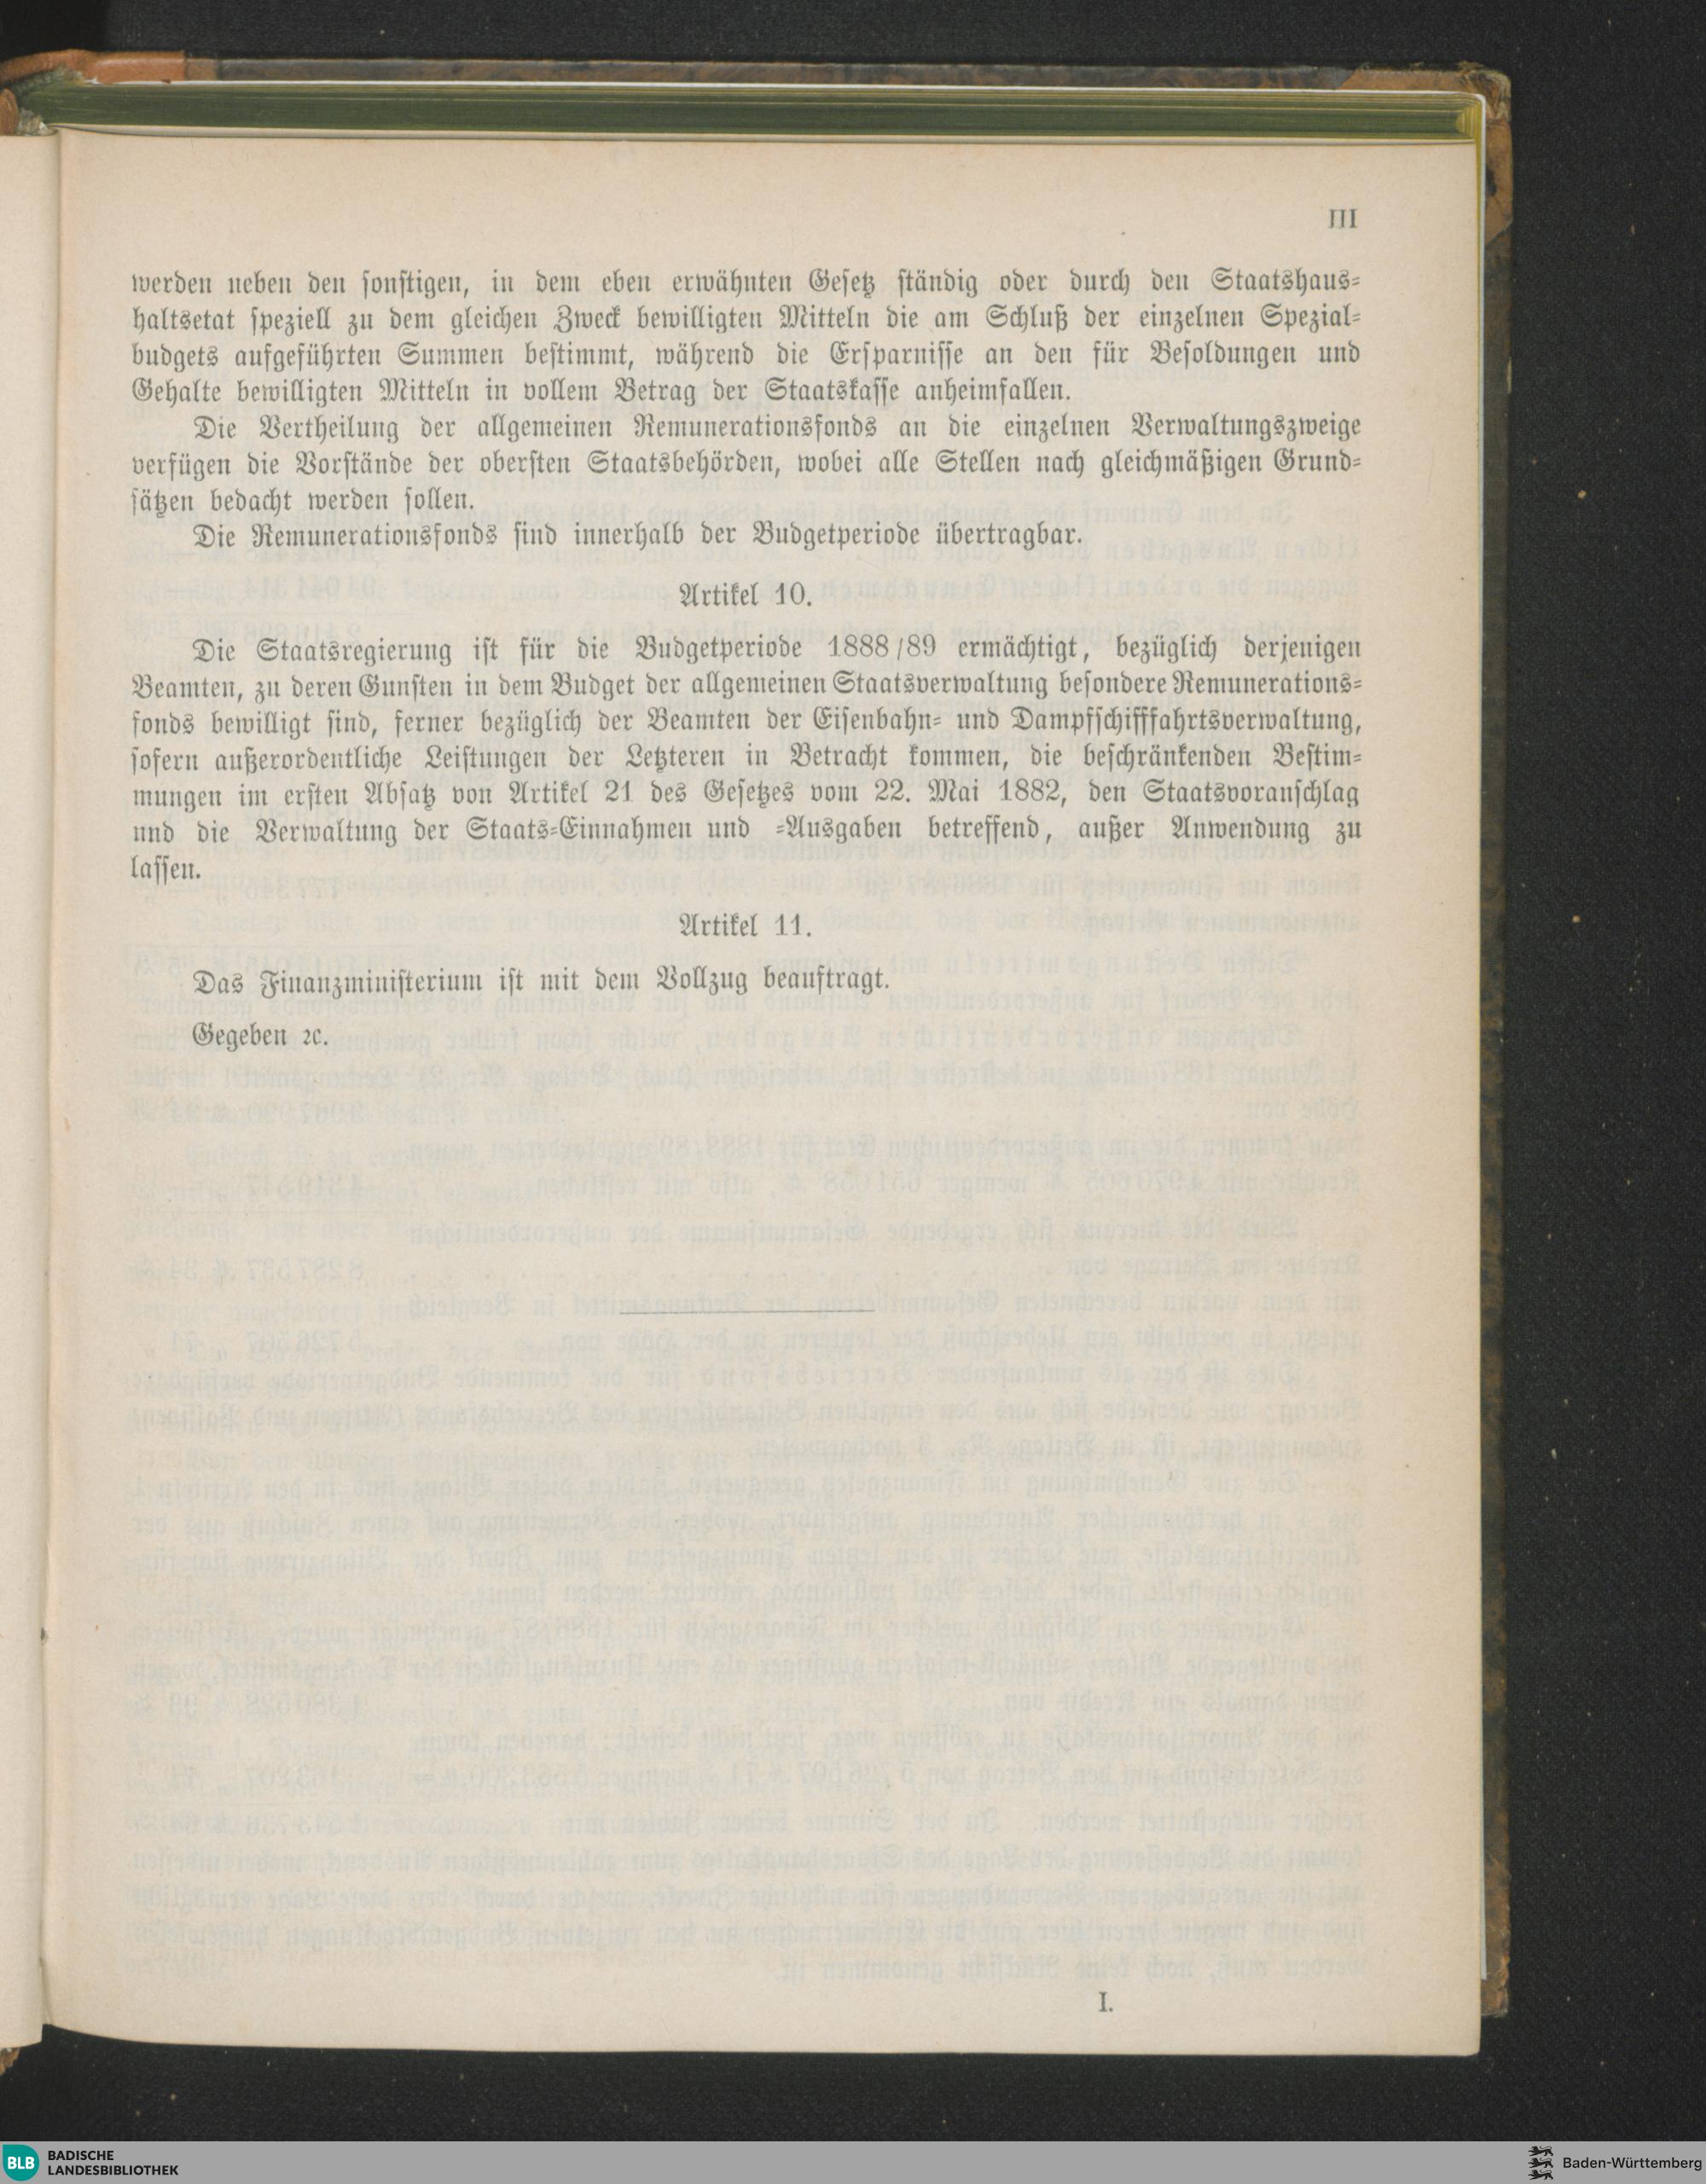 III
werden neben den sonstigen, in dem eben erwähnten Gesetz ständig oder durch den Staatshaus-
haltsetat speziell zu dem gleichen Zweck bewilligten Mitteln die am Schluß der einzelnen Spezial-
budgets aufgeführten Summen bestimmt, während die Ersparnisse an den für Besoldungen und
Gehalte bewilligten Mitteln in vollem Betrag der Staatskasse anheimfallen.
Die Vertheilung der allgemeinen Remunerationsfonds an die einzelnen Verwaltungszweige
verfügen die Vorstände der obersten Staatsbehörden, wobei alle Stellen nach gleichmäßigen Grund-
sätzen bedacht werden sollen.
Die Remunerationsfonds sind innerhalb der Budgetperiode übertragbar.
Artikel 10.
Die Staatsregierung ist für die Budgetperiode 1888/89 ermächtigt, bezüglich derjenigen
Beamten, zu deren Gunsten in dem Budget der allgemeinen Staatsverwaltung besondere Remunerations-
fonds bewilligt sind, ferner bezüglich der Beamten der Eisenbahn- und Dampfschifffahrtsverwaltung,
sofern außerordentliche Leistungen der Letzteren in Betracht kommen, die beschränkenden Bestim-
mungen im ersten Absatz von Artikel 21 des Gesetzes vom 22. Mai 1882, den Staatsvoranschlag
und die Verwaltung der Staats-Einnahmen und -Ausgaben betreffend, außer Anwendung zu
lassen.
Artikel 11.
Das Finanzministerium ist mit dem Vollzug beauftragt.
Gegeben ꝛc.
I.
BLB BADISCHE
LANDESBIBLIOTHEK
Baden-Württemberg